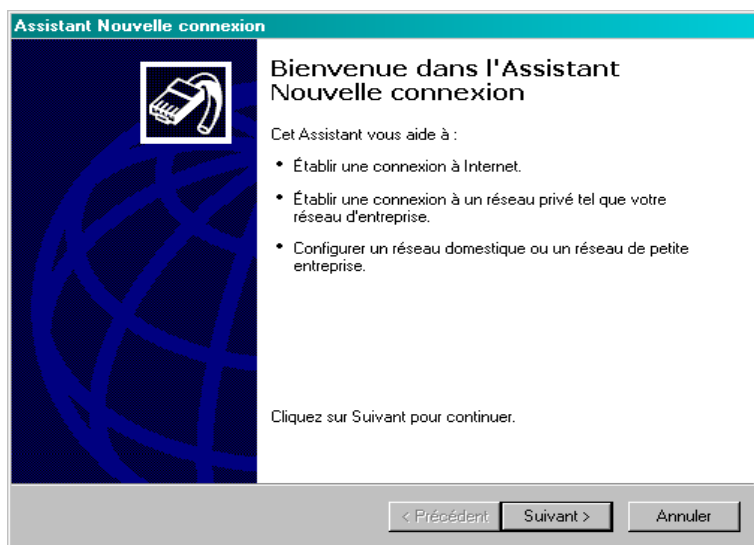 Assistant Nouvelle connexion
Bienvenue dans l'Assistant
Nouvelle connexion
Cet Assistant vous aide à :
• Établir une connexion à Internet.
• Établir une connexion à un réseau privé tel que votre
réseau d'entreprise.
• Configurer un réseau domestique ou un réseau de petite
entreprise.
Cliquez sur Suivant pour continuer.
< Précédent Suivant > Annuler